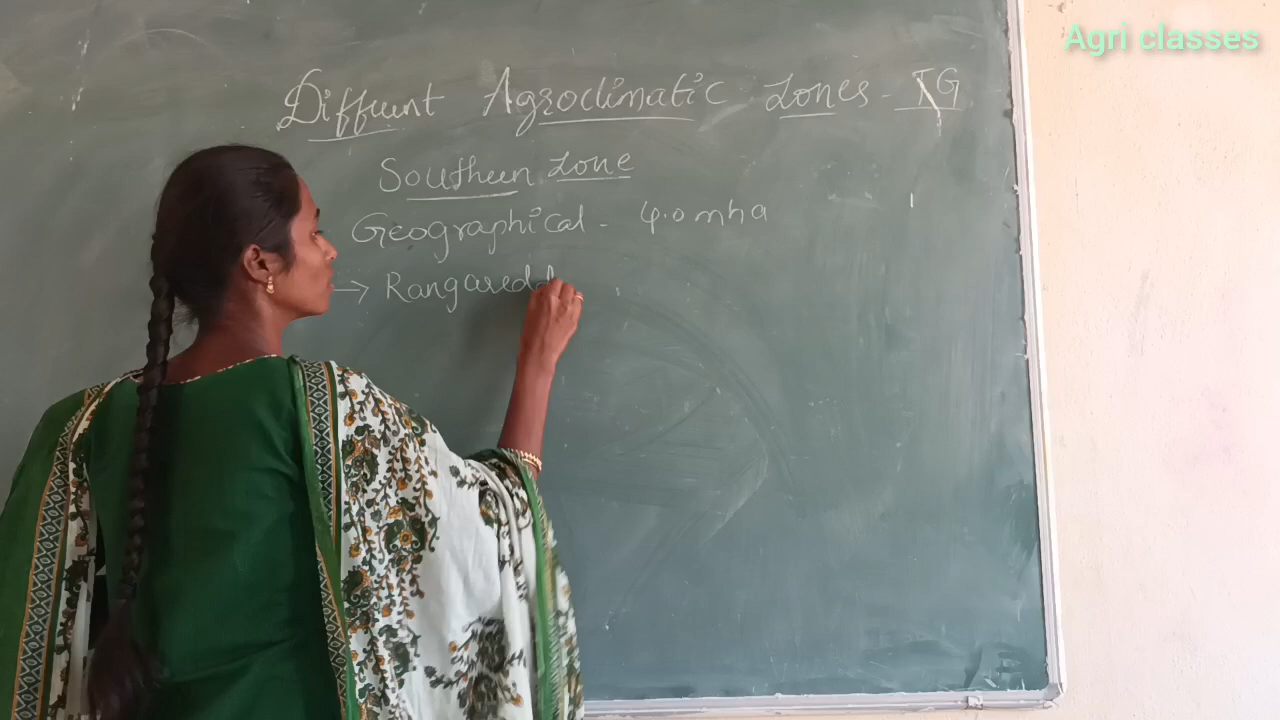 Agri classes
Different Agroclimatic Zones - TG
Southern Zone
Geographical - 4.0 mha
→ Rangaredd